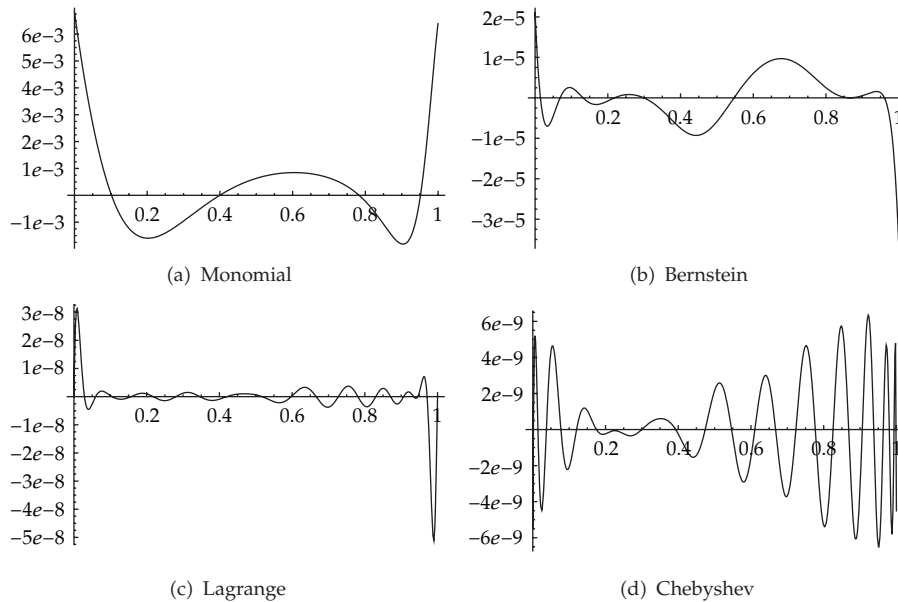 6e−3
5e−3
4e−3
3e−3
2e−3
1e−3
−1e−3
0.2 0.4 0.6 0.8 1
(a) Monomial
2e−5
1e−5
−1e−5
−2e−5
−3e−5
0.2 0.4 0.6 0.8 1
(b) Bernstein
3e−8
2e−8
1e−8
−1e−8
−2e−8
−3e−8
−4e−8
−5e−8
0.2 0.4 0.6 0.8 1
(c) Lagrange
6e−9
4e−9
2e−9
−2e−9
−4e−9
−6e−9
0.2 0.4 0.6 0.8 1
(d) Chebyshev